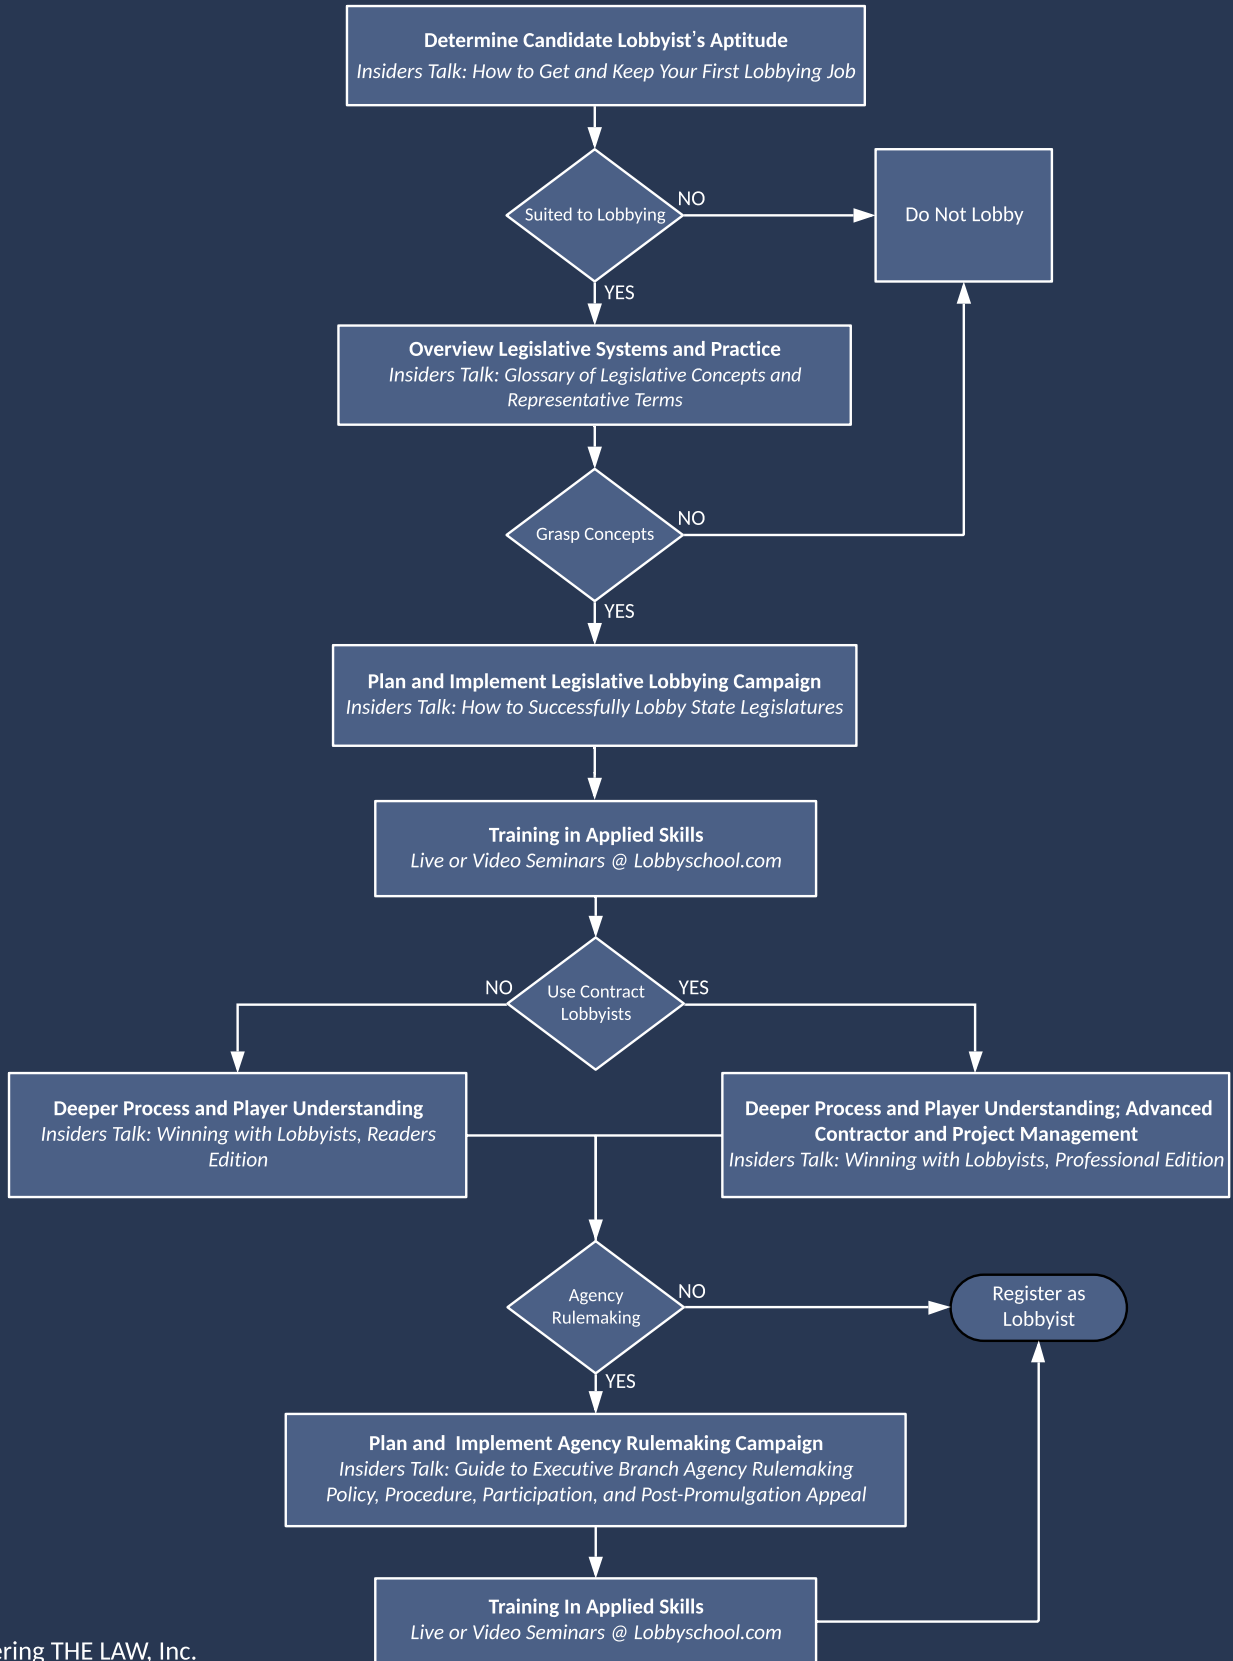 Determine Candidate Lobbyist's Aptitude
Insiders Talk: How to Get and Keep Your First Lobbying Job
Suited to Lobbying
NO
Do Not Lobby
YES
Overview Legislative Systems and Practice
Insiders Talk: Glossary of Legislative Concepts and
Representative Terms
Grasp Concepts
NO
YES
Plan and Implement Legislative Lobbying Campaign
Insiders Talk: How to Successfully Lobby State Legislatures
Training in Applied Skills
Live or Video Seminars @ Lobbyschool.com
NO
Use Contract
Lobbyists
YES
Deeper Process and Player Understanding
Insiders Talk: Winning with Lobbyists, Readers
Edition
Deeper Process and Player Understanding; Advanced
Contractor and Project Management
Insiders Talk: Winning with Lobbyists, Professional Edition
Agency
Rulemaking
NO
Register as
Lobbyist
YES
Plan and  Implement Agency Rulemaking Campaign
Insiders Talk: Guide to Executive Branch Agency Rulemaking
Policy, Procedure, Participation, and Post-Promulgation Appeal
Training In Applied Skills
Live or Video Seminars @ Lobbyschool.com
THE LAW, Inc.